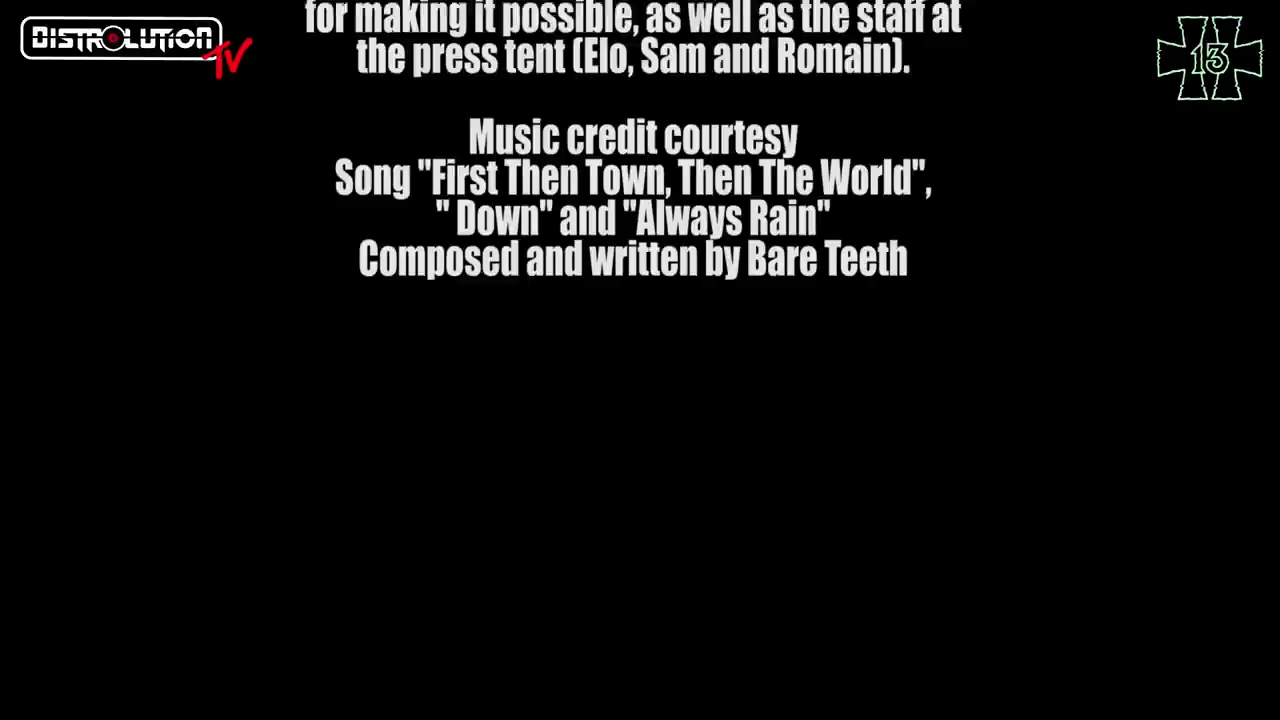 DISTROLUTION
TV
13
for making it possible, as well as the staff at
the press tent (Elo, Sam and Romain).
Music credit courtesy
Song "First Then Town, Then The World",
" Down" and "Always Rain"
Composed and written by Bare Teeth